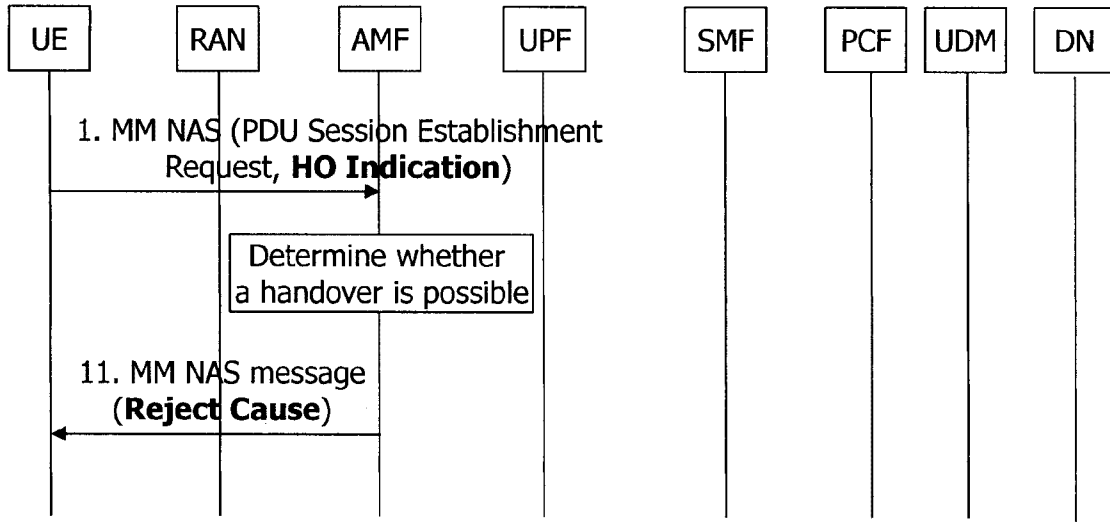 UE RAN AMF UPF SMF PCF UDM DN
1. MM NAS (PDU Session Establishment
Request, HO Indication)
Determine whether
a handover is possible
11. MM NAS message
(Reject Cause)